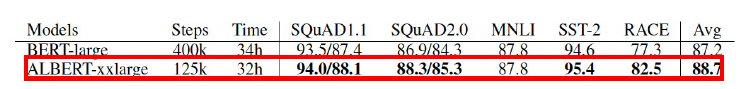 Models Steps Time SQuAD1.1 SQuAD2.0 MNLI SST-2 RACE Avg
BERT-large 400k 34h 93.5/87.4 86.9/84.3 87.8 94.6 77.3 87.2
ALBERT-xxlarge 125k 32h 94.0/88.1 88.3/85.3 87.8 95.4 82.5 88.7